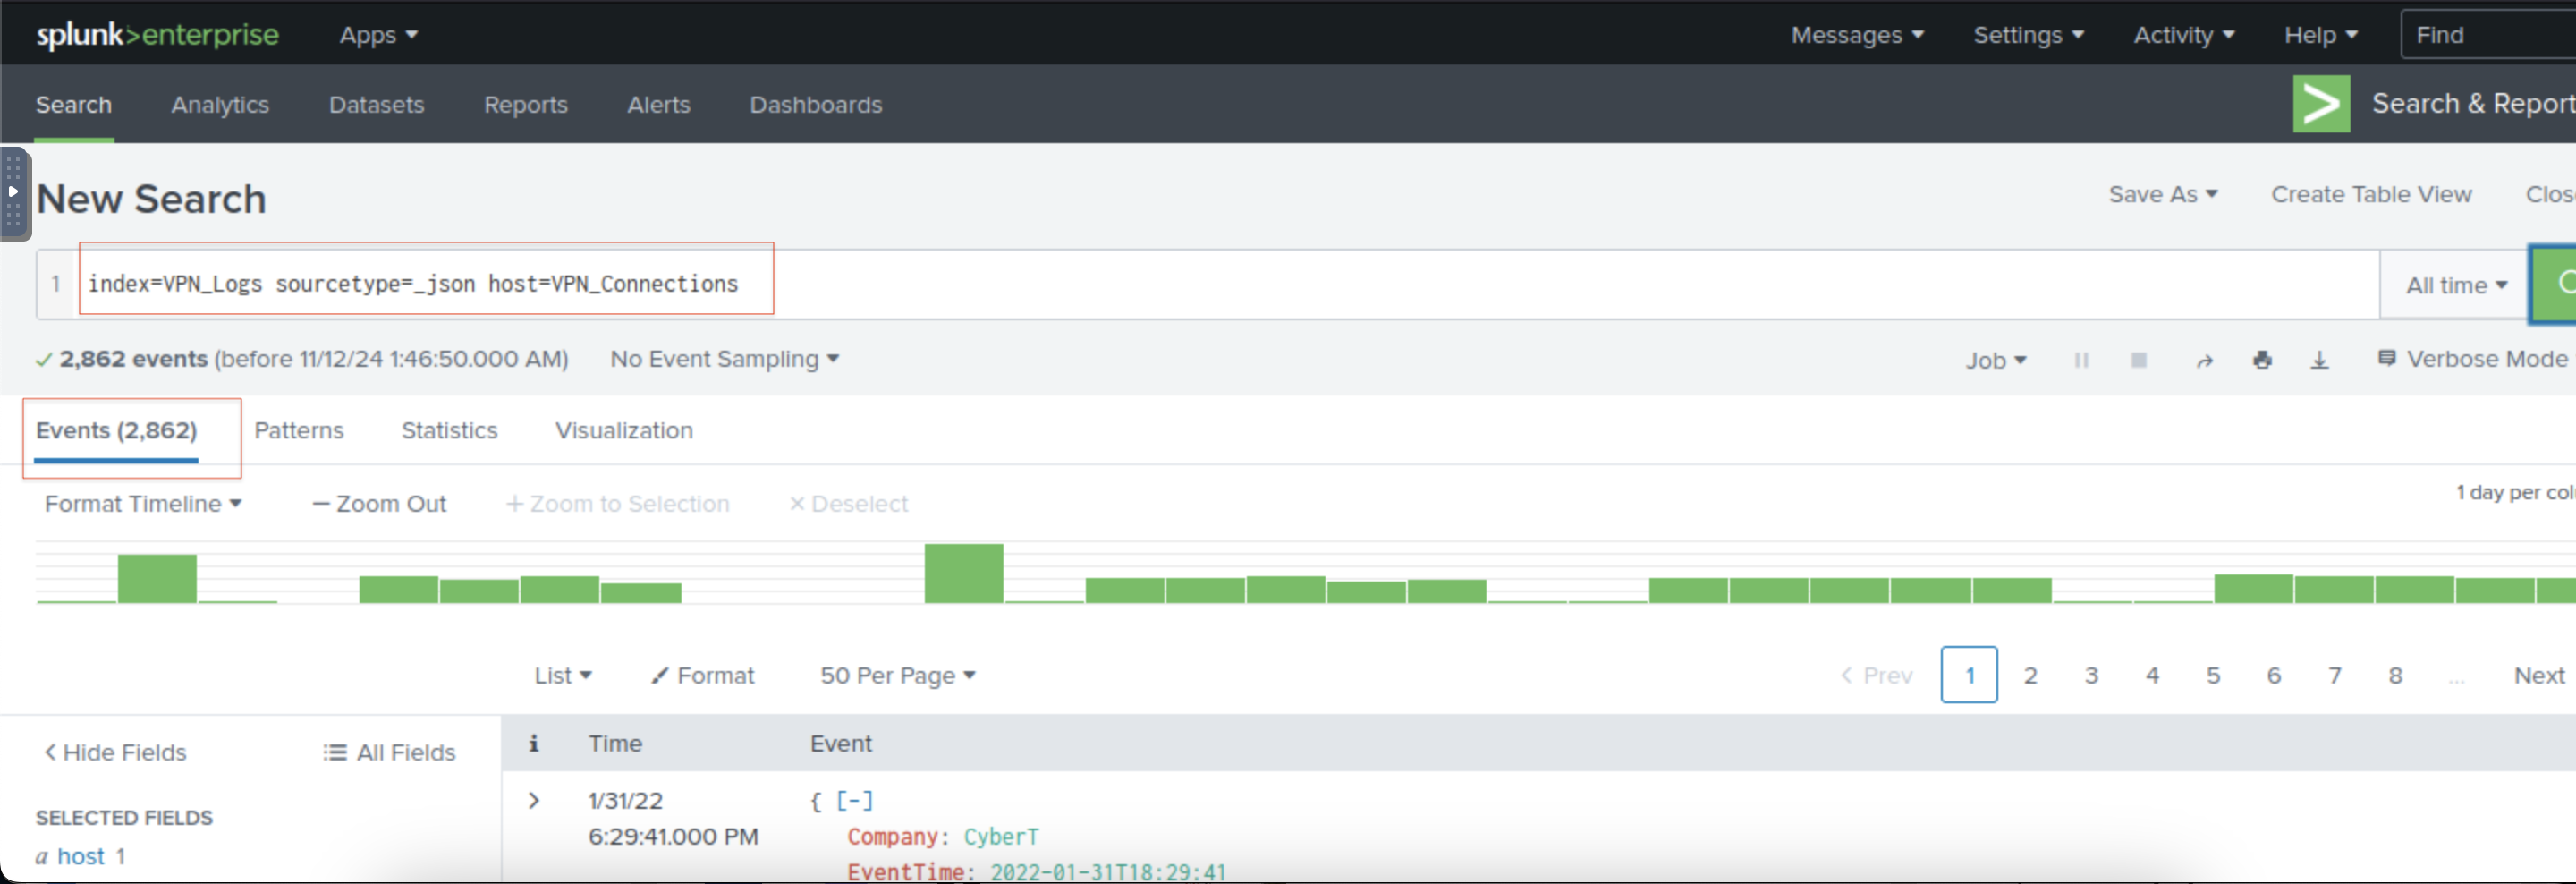 splunk>enterprise Apps Messages Settings Activity Help Find
Search Analytics Datasets Reports Alerts Dashboards Search & Report
New Search Save As Create Table View Clos
1 index=VPN_Logs sourcetype=_json host=VPN_Connections All time
2,862 events (before 11/12/24 1:46:50.000 AM) No Event Sampling Job Verbose Mode
Events (2,862) Patterns Statistics Visualization
Format Timeline — Zoom Out + Zoom to Selection × Deselect 1 day per col
List Format 50 Per Page < Prev 1 2 3 4 5 6 7 8 ... Next
< Hide Fields All Fields i Time Event
SELECTED FIELDS
a host 1
> 1/31/22 { [-]
6:29:41.000 PM Company: CyberT
EventTime: 2022-01-31T18:29:41